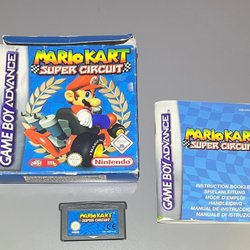 GAME BOY ADVANCE
MARIO KART
SUPER CIRCUIT
Nintendo
GAME BOY ADVANCE
MARIO KART
SUPER CIRCUIT
INSTRUCTION BOOKLET
SPIELANLEITUNG
MODE D'EMPLOI
HANDLEIDING
MANUAL DE INSTRUCCIONES
MANUALE DI ISTRUZIONI
MARIO KART
SUPER CIRCUIT